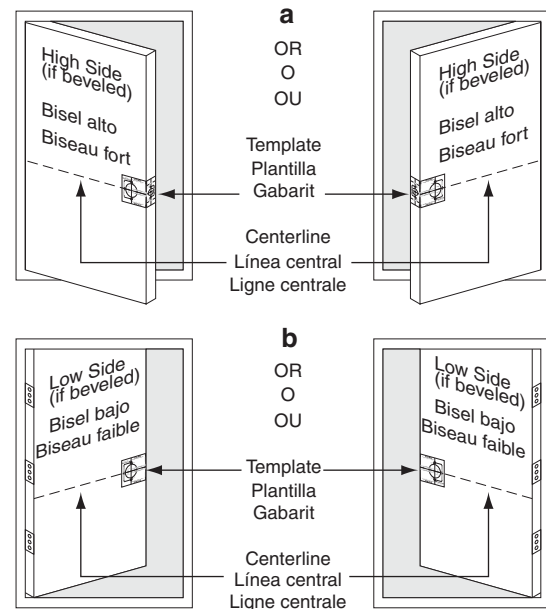 a
High Side
(if beveled)
Bisel alto
Biseau fort
OR
O
OU
High Side
(if beveled)
Bisel alto
Biseau fort
Template
Plantilla
Gabarit
Centerline
Línea central
Ligne centrale
b
Low Side
(if beveled)
Bisel bajo
Biseau faible
OR
O
OU
Low Side
(if beveled)
Bisel bajo
Biseau faible
Template
Plantilla
Gabarit
Centerline
Línea central
Ligne centrale